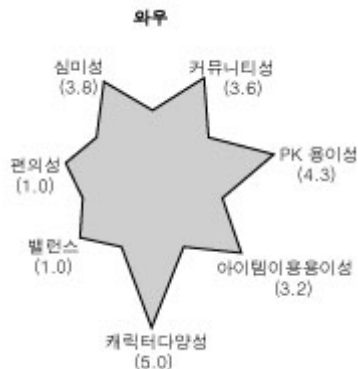 와우
심미성
(3.8)
커뮤니티성
(3.6)
편의성
(1.0)
PK 용이성
(4.3)
밸런스
(1.0)
아이템이용용이성
(3.2)
캐릭터다양성
(5.0)